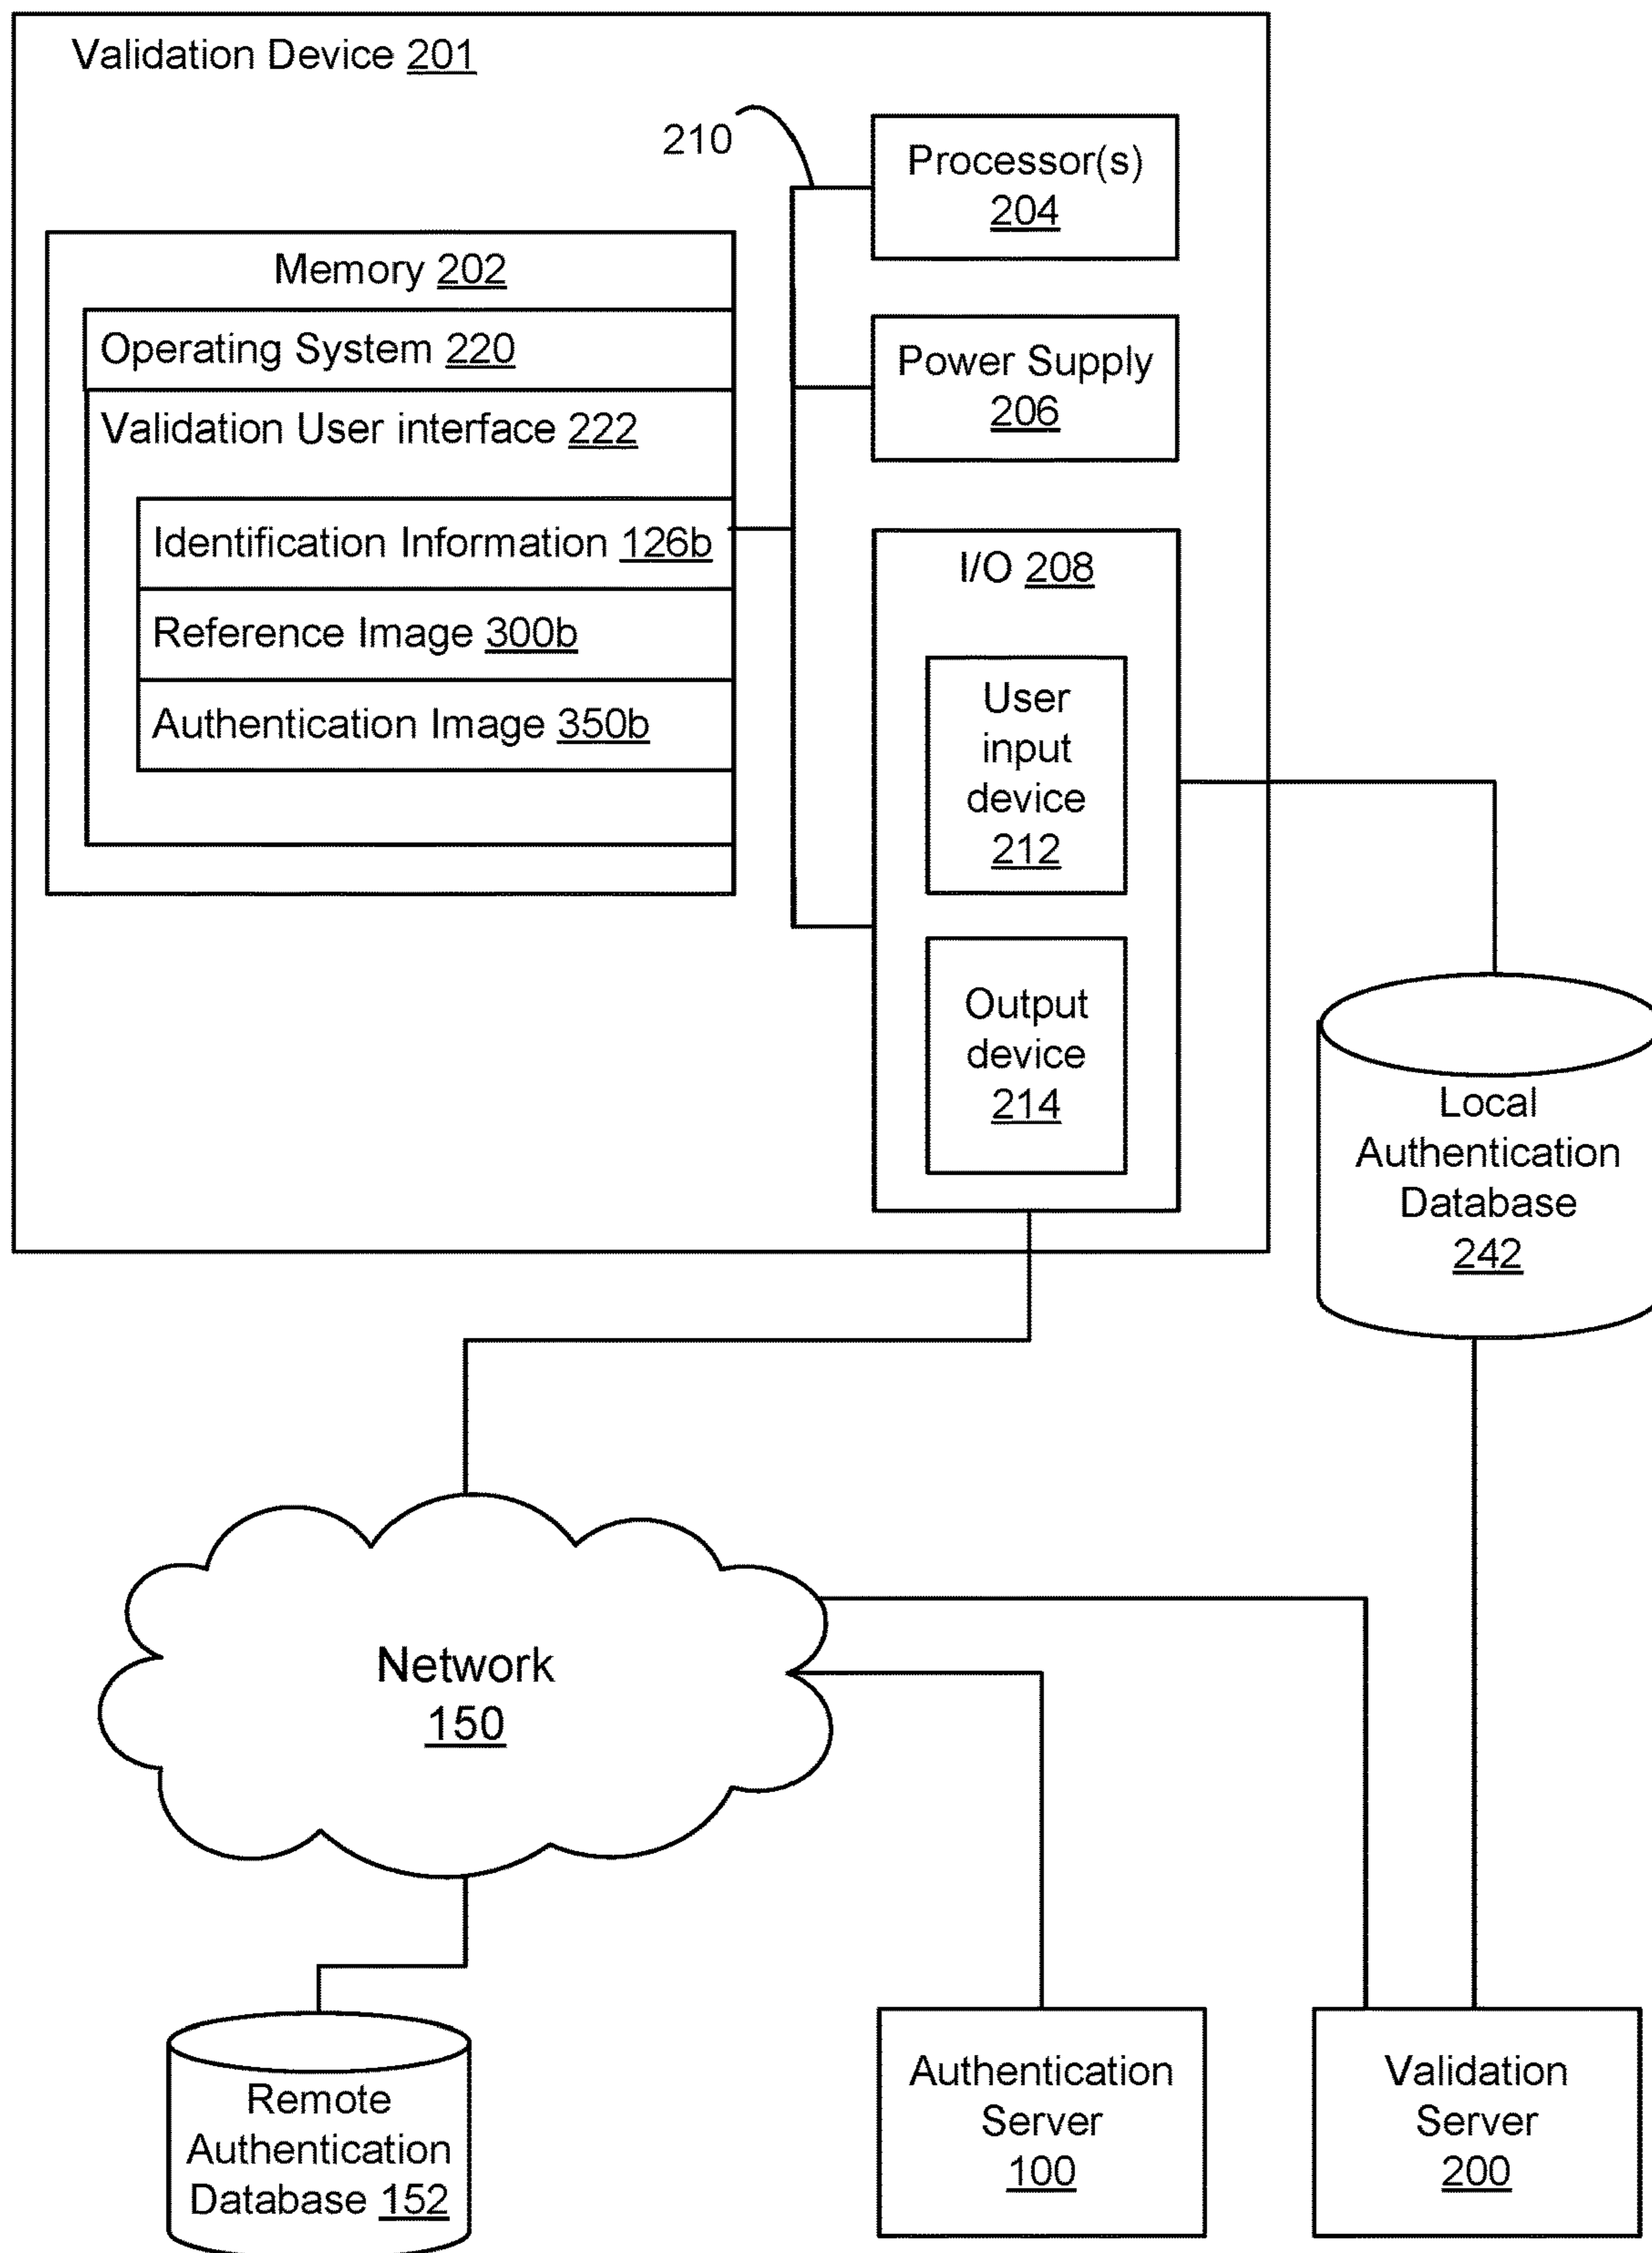 Validation Device 201
210
Processor(s)
204
Memory 202
Operating System 220
Power Supply
206
Validation User interface 222
Identification Information 126b
I/O 208
Reference Image 300b
Authentication Image 350b
User
input
device
212
Output
device
214
Local
Authentication
Database
242
Network
150
Remote
Authentication
Database 152
Authentication
Server
100
Validation
Server
200